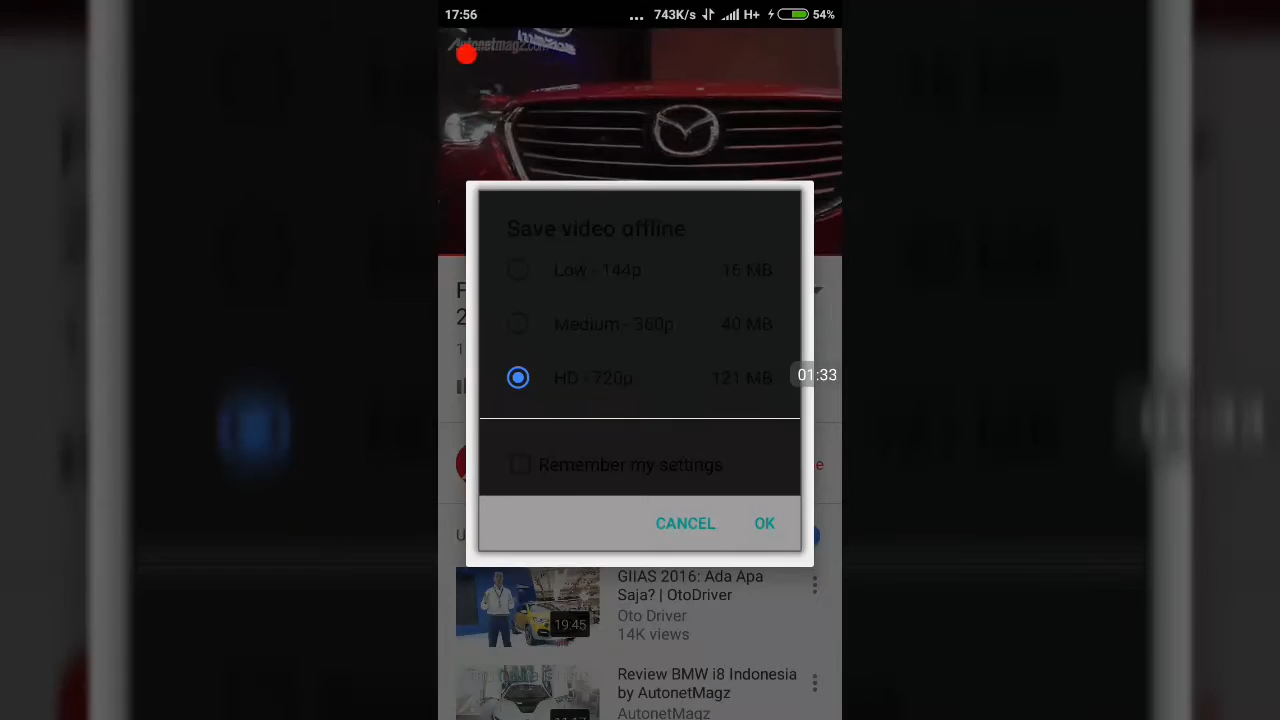 17:56
... 743K/s H+ 54%
Autonetmagz.com
Save video offline
Low - 144p 16 MB
Medium - 360p 40 MB
HD - 720p 121 MB
01:33
Remember my settings
CANCEL OK
GIIAS 2016: Ada Apa
Saja? | OtoDriver
Oto Driver
14K views
19:45
Review BMW i8 Indonesia
by AutonetMagz
AutonetMagz